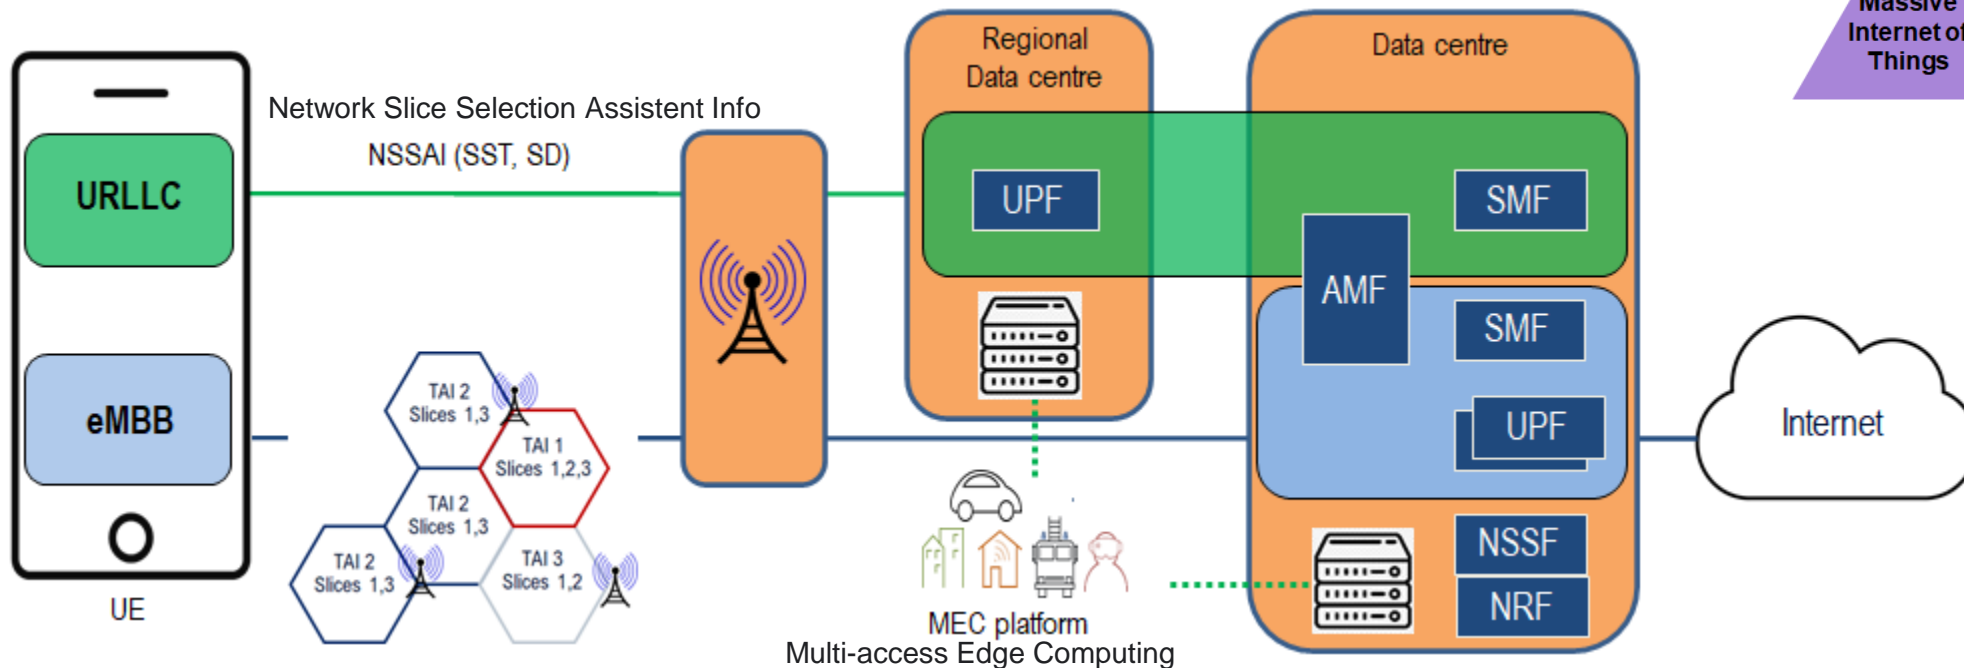 Massive
Internet of
Things
Regional
Data centre
Data centre
Network Slice Selection Assistent Info
NSSAI (SST, SD)
URLLC
UPF
SMF
AMF
SMF
eMBB
TAI 2
Slices 1,3
TAI 1
Slices 1,2,3
UPF
Internet
TAI 2
Slices 1,3
TAI 2
Slices 1,3
TAI 3
Slices 1,2
NSSF
NRF
UE
MEC platform
Multi-access Edge Computing